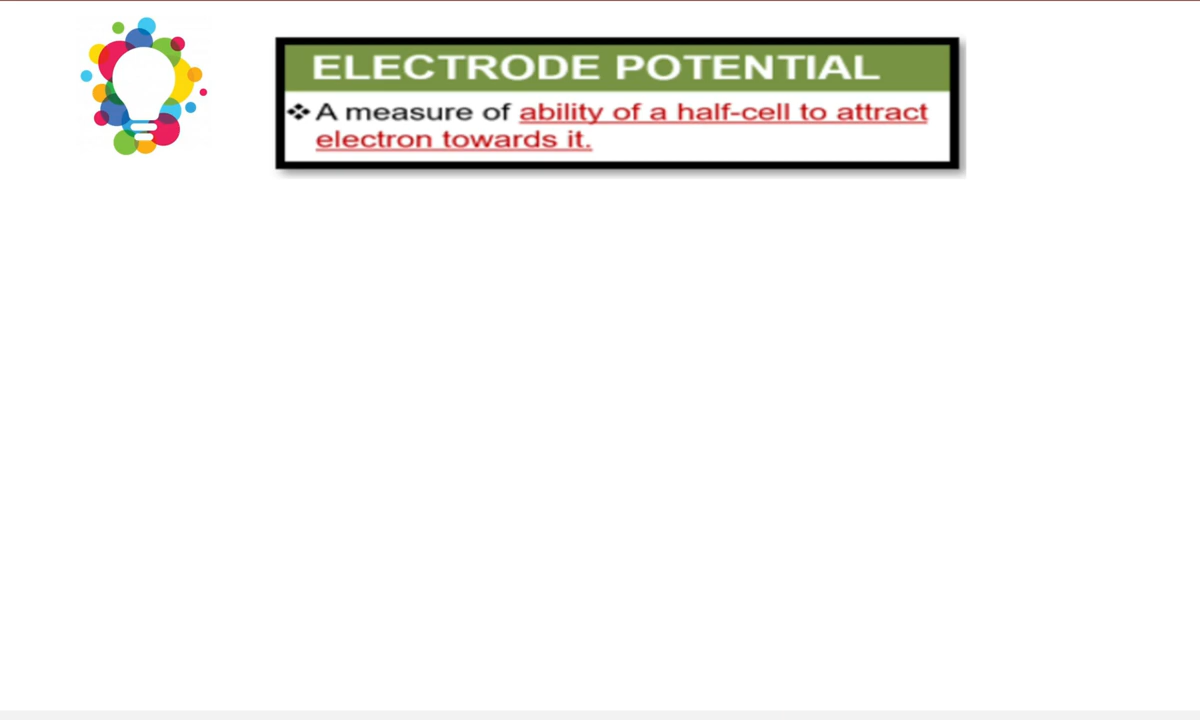 ELECTRODE POTENTIAL
❖ A measure of ability of a half-cell to attract
electron towards it.